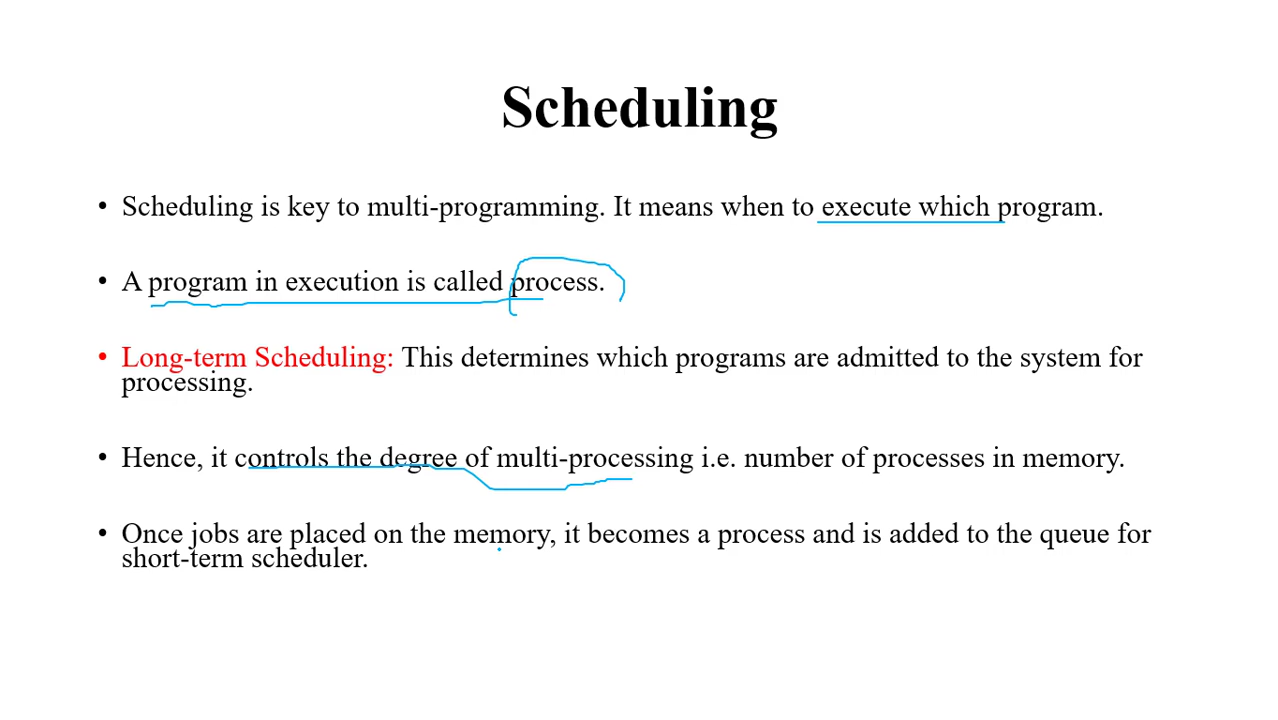 Scheduling
• Scheduling is key to multi-programming. It means when to execute which program.
• A program in execution is called process.
• Long-term Scheduling: This determines which programs are admitted to the system for
processing.
• Hence, it controls the degree of multi-processing i.e. number of processes in memory.
• Once jobs are placed on the memory, it becomes a process and is added to the queue for
short-term scheduler.